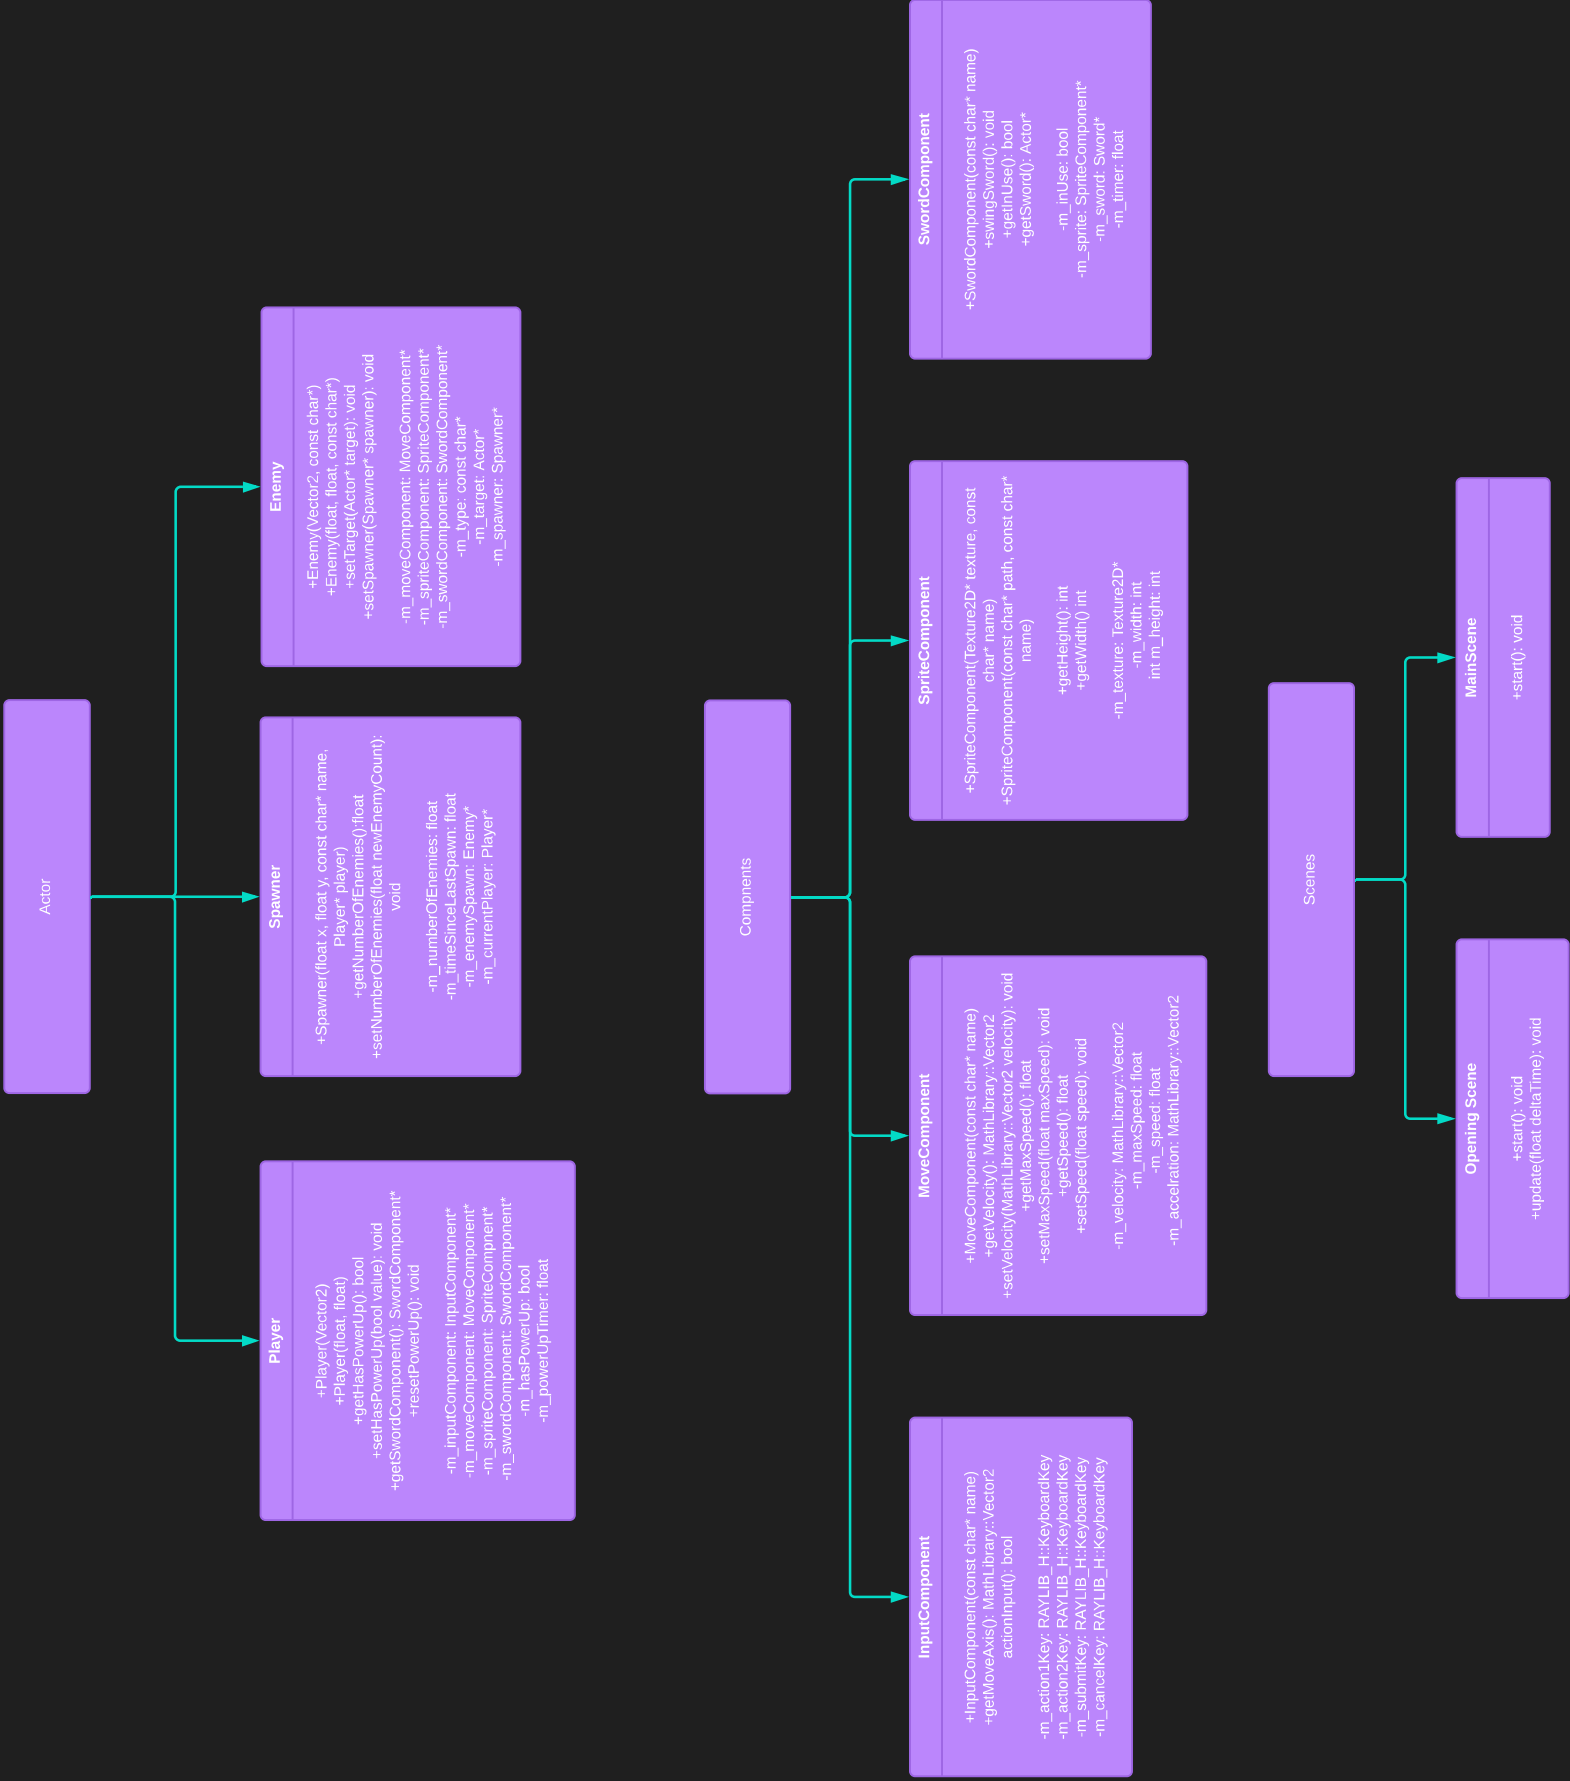 Actor
Player
+Player(Vector2)
+Player(float, float)
+getHasPowerUp(): bool
+setHasPowerUp(bool value): void
+getSwordComponent(): SwordComponent*
+resetPowerUp(): void
-m_inputComponent: InputComponent*
-m_moveComponent: MoveComponent*
-m_spriteComponent: SpriteCompnent*
-m_swordComponent: SwordComponent*
-m_hasPowerUp: bool
-m_powerUpTimer; float
Spawner
+Spawner(float x, float y, const char* name,
Player* player)
+getNumberOfEnemies();float
+setNumberOfEnemies(float newEnemyCount):
void
-m_numberOfEnemies: float
-m_timeSinceLastSpawn: float
-m_enemySpawn: Enemy*
-m_currentPlayer: Player*
Enemy
+Enemy(Vector2, const char*)
+Enemy(float, float, const char*)
+setTarget(Actor* target): void
+setSpawner(Spawner* spawner): void
-m_moveComponent: MoveComponent*
-m_spriteComponent: SpriteComponent*
-m_swordComponent: SwordComponent*
-m_type: const char*
-m_target: Actor*
-m_spawner: Spawner*
Compnents
InputComponent
+InputComponent(const char* name)
+getMoveAxis(): MathLibrary::Vector2
actionInput(): bool
-m_action1Key: RAYLIB_H::KeyboardKey
-m_action2Key: RAYLIB_H::KeyboardKey
-m_submitKey: RAYLIB_H::KeyboardKey
-m_cancelKey: RAYLIB_H::KeyboardKey
MoveComponent
+MoveComponent(const char* name)
+getVelocity(): MathLibrary::Vector2
+setVelocity(MathLibrary::Vector2 velocity): void
+getMaxSpeed(): float
+setMaxSpeed(float maxSpeed): void
+getSpeed(): float
+setSpeed(float speed): void
-m_velocity: MathLibrary::Vector2
-m_maxSpeed: float
-m_speed: float
-m_accelration: MathLibrary::Vector2
SpriteComponent
+SpriteComponent(Texture2D* texture, const
char* name)
+SpriteComponent(const char* path, const char*
name)
+getHeight(): int
+getWidth() int
-m_texture: Texture2D*
-m_width: int
int m_height: int
SwordComponent
+SwordComponent(const char* name)
+swingSword(): void
+getInUse(): bool
+getSword(): Actor*
-m_inUse: bool
-m_sprite: SpriteComponent*
-m_sword: Sword*
-m_timer: float
Scenes
Opening Scene
+start(): void
+update(float deltaTime): void
MainScene
+start(): void